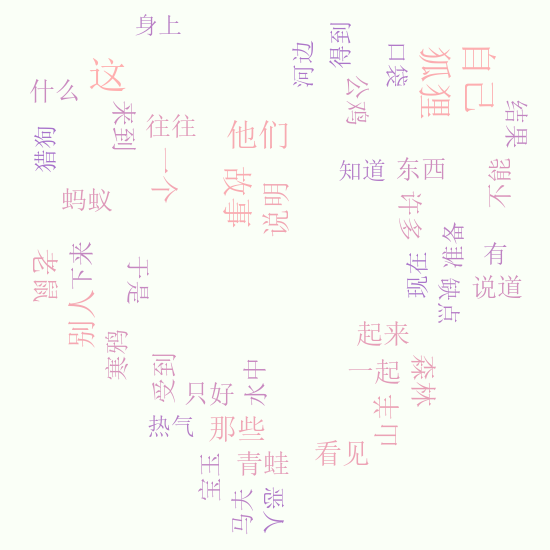 身上
自己
狐狸
口袋
得到
河边
这
什么
公鸡
来到
往往
结果
他们
猎狗
一个
知道
东西
不能
故事
说明
蚂蚁
许多
准备
有
下来
现在
老鼠
于是
缺点
说道
别人
起来
寒鸦
受到
一起
森林
只好
水中
山羊
热气
那些
看见
青蛙
宝玉
马夫
恶人